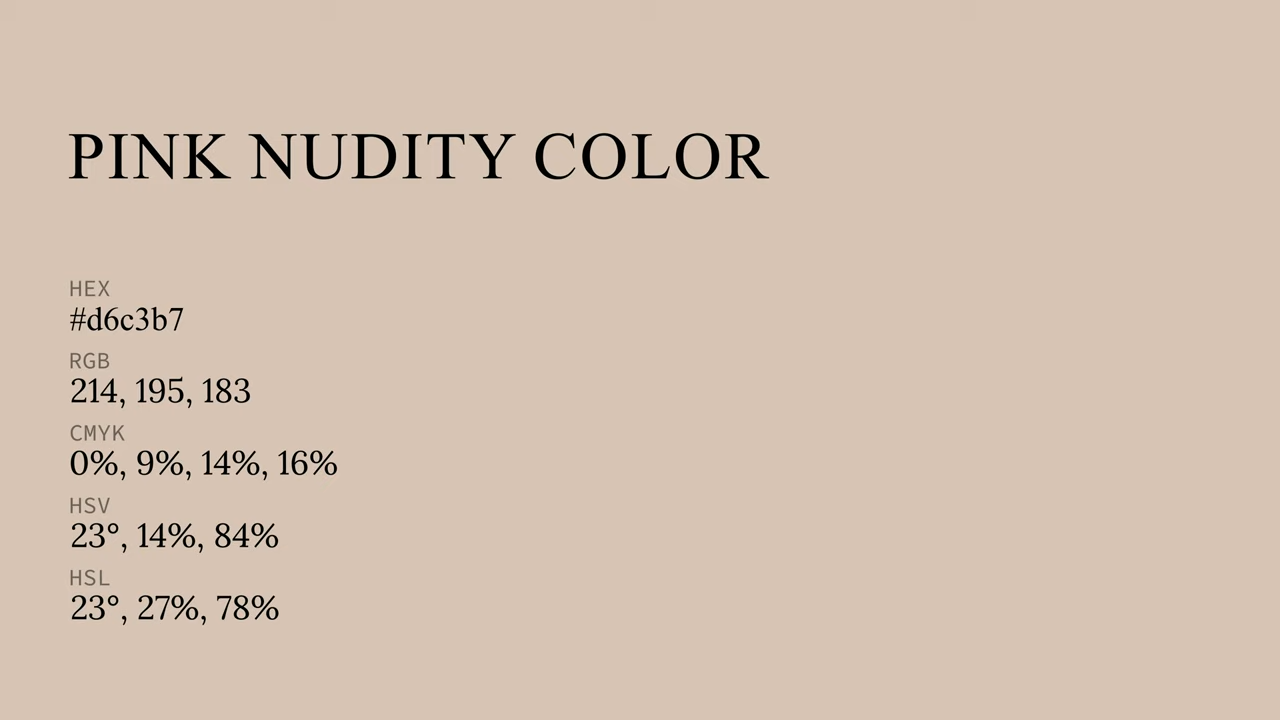 PINK NUDITY COLOR
HEX
#d6c3b7
RGB
214, 195, 183
CMYK
0%, 9%, 14%, 16%
HSV
23°, 14%, 84%
HSL
23°, 27%, 78%